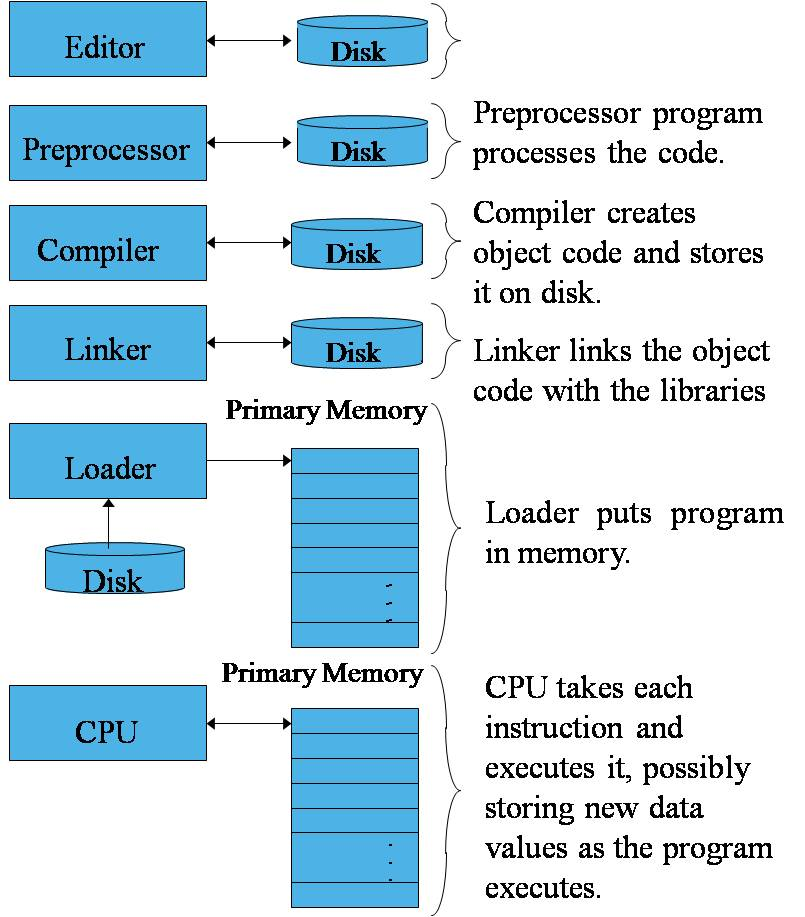 Editor
Disk
Preprocessor
Disk
Preprocessor program
processes the code.
Compiler
Disk
Compiler creates
object code and stores
it on disk.
Linker
Disk
Linker links the object
code with the libraries
Primary Memory
Loader
Disk
Loader puts program
in memory.
Primary Memory
CPU
CPU takes each
instruction and
executes it, possibly
storing new data
values as the program
executes.